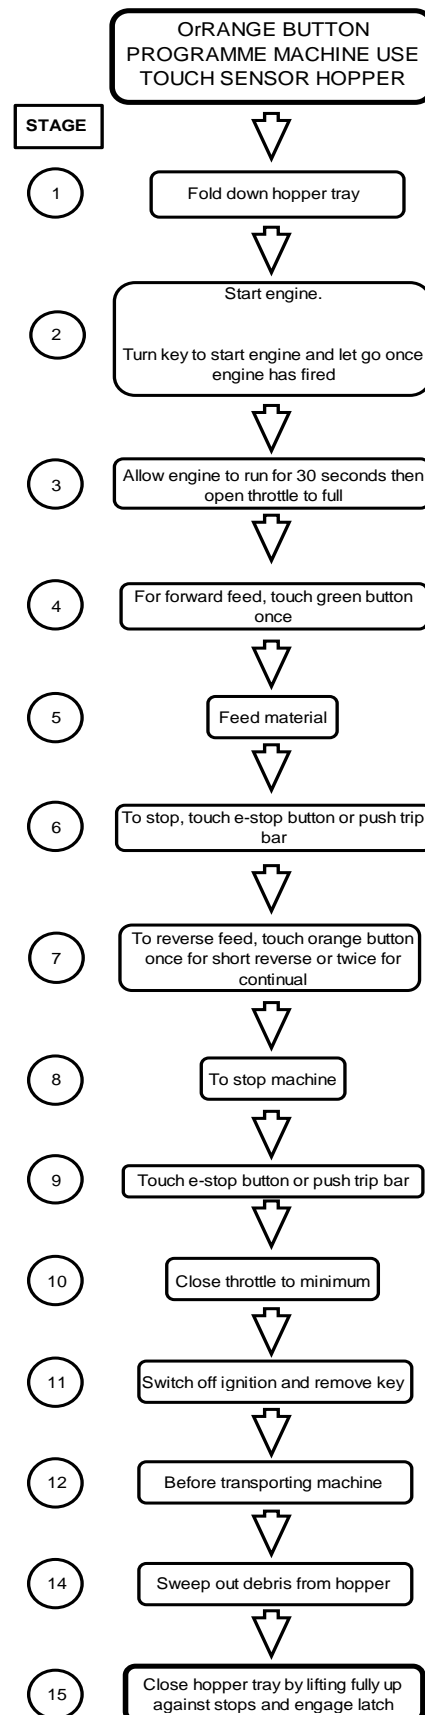 OrRANGE BUTTON
PROGRAMME MACHINE USE
TOUCH SENSOR HOPPER
STAGE
1
Fold down hopper tray
Start engine.
2
Turn key to start engine and let go once
engine has fired
3
Allow engine to run for 30 seconds then
open throttle to full
4
For forward feed, touch green button
once
5
Feed material
6
To stop, touch e-stop button or push trip
bar
7
To reverse feed, touch orange button
once for short reverse or twice for
continual
8
To stop machine
9
Touch e-stop button or push trip bar
10
Close throttle to minimum
11
Switch off ignition and remove key
12
Before transporting machine
14
Sweep out debris from hopper
15
Close hopper tray by lifting fully up
against stops and engage latch